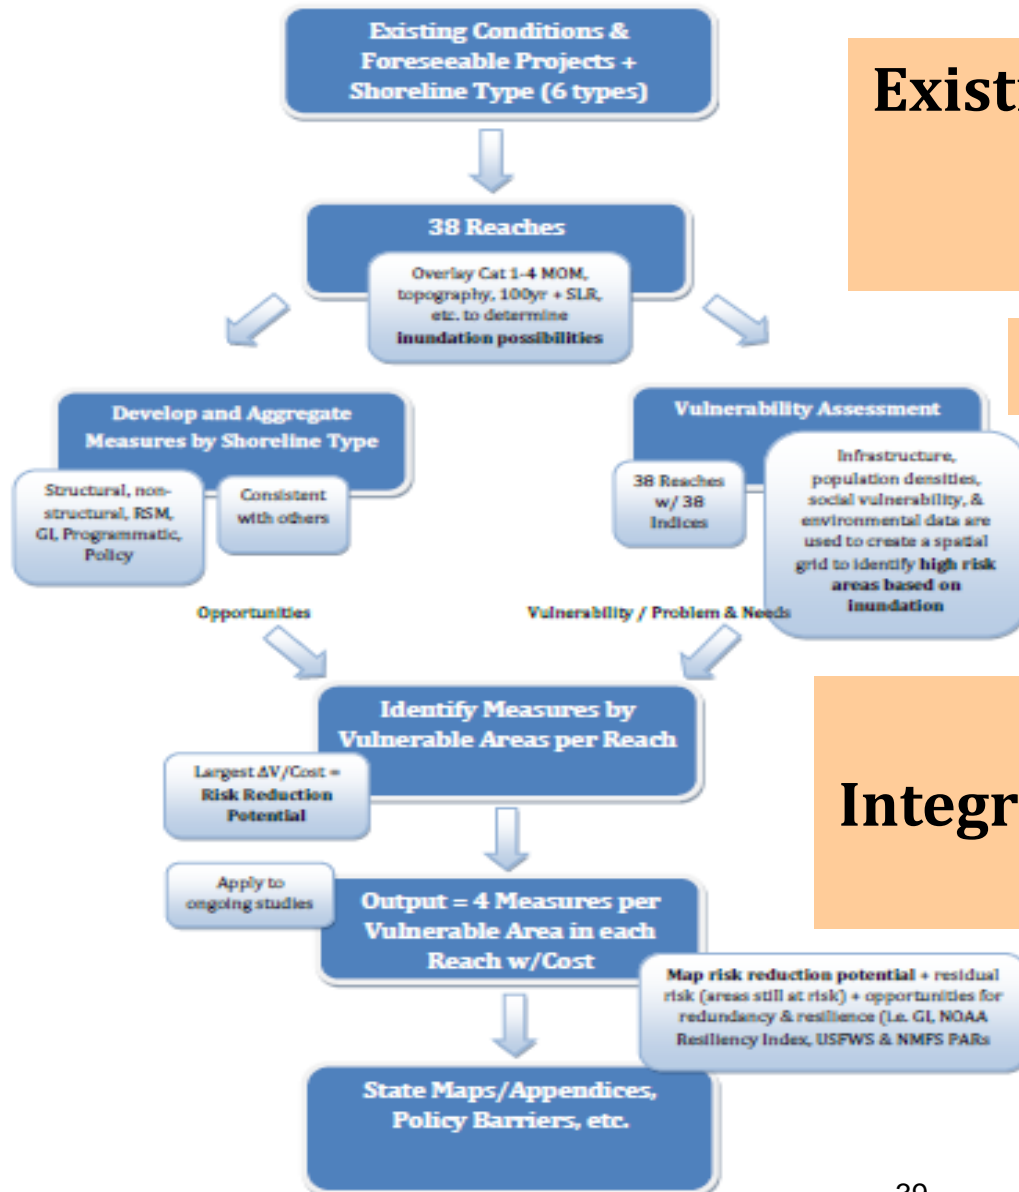 Existing Conditions &
Foreseeable Projects +
Shoreline Type (6 types)
38 Reaches
Overlay Cat 1-4 MOM,
topography, 100yr + SLR,
etc. to determine
inundation possibilities
Develop and Aggregate
Measures by Shoreline Type
Structural, non-
structural, RSM,
GI, Programmatic,
Policy
Consistent
with others
Vulnerability Assessment
38 Reaches
w/ 38
Indices
Infrastructure,
population densities,
social vulnerability, &
environmental data are
used to create a spatial
grid to identify high risk
areas based on
inundation
Opportunities
Vulnerability / Problem & Needs
Identify Measures by
Vulnerable Areas per Reach
Largest ΔV/Cost =
Risk Reduction
Potential
Apply to
ongoing studies
Output = 4 Measures per
Vulnerable Area in each
Reach w/Cost
Map risk reduction potential + residual
risk (areas still at risk) + opportunities for
redundancy & resilience (i.e. GI, NOAA
Resiliency Index, USFWS & NMFS PARs
State Maps/Appendices,
Policy Barriers, etc.
Existi
Integr